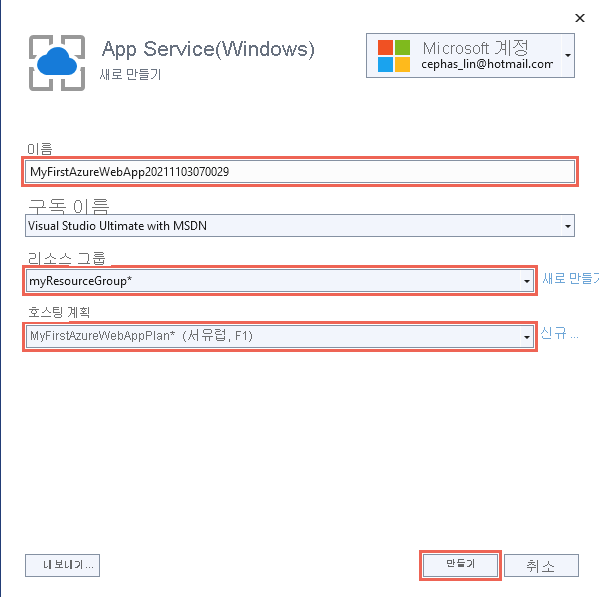 App Service(Windows)
새로 만들기
Microsoft 계정
cephas_lin@hotmail.com
이름
MyFirstAzureWebApp20211103070029
구독 이름
Visual Studio Ultimate with MSDN
리소스 그룹
myResourceGroup*
새로 만들기
호스팅 계획
MyFirstAzureWebAppPlan* (서유럽, F1)
신규 ...
내보내기...
만들기
취소